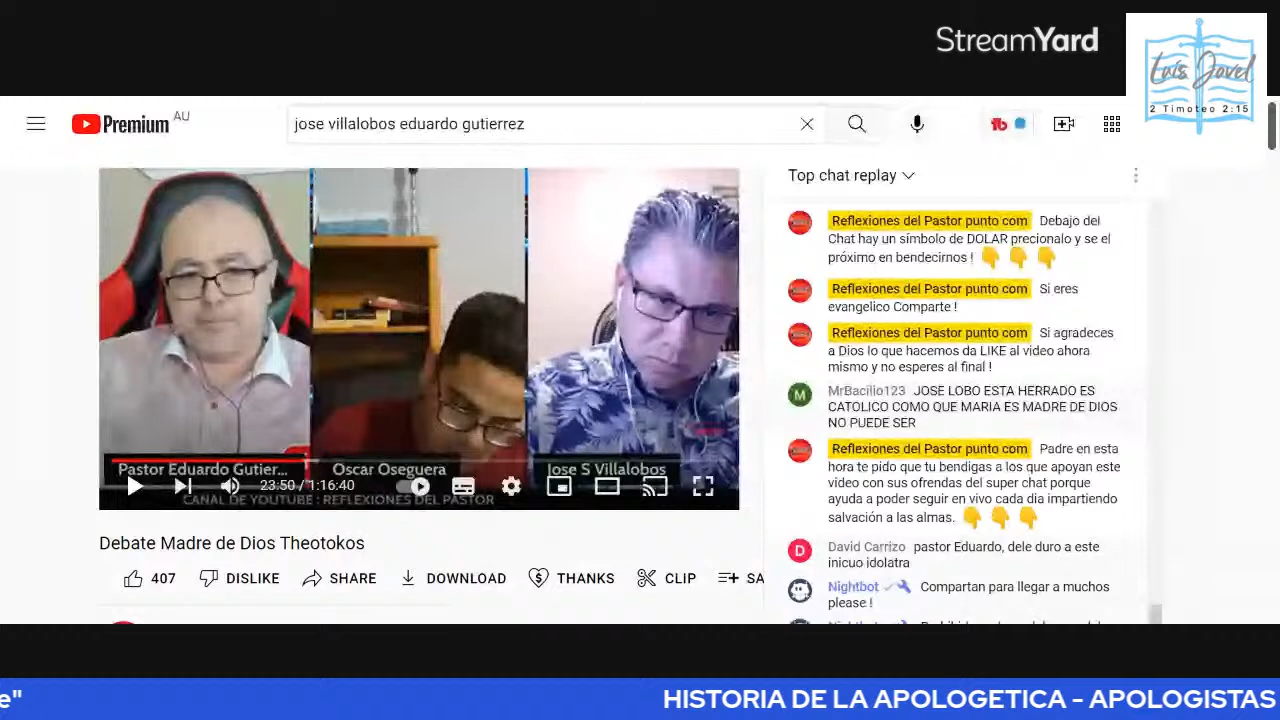 StreamYard
Luis Jovel
2 Timoteo 2:15
Premium AU
jose villalobos eduardo gutierrez
Top chat replay
Reflexiones del Pastor punto com Debajo del
Chat hay un símbolo de DOLAR precionalo y se el
próximo en bendecirnos ! 👇 👇 👇
Reflexiones del Pastor punto com Si eres
evangelico Comparte !
Reflexiones del Pastor punto com Si agradeces
a Dios lo que hacemos da LIKE al video ahora
mismo y no esperes al final !
M
MrBacilio123 JOSE LOBO ESTA HERRADO ES
CATOLICO COMO QUE MARIA ES MADRE DE DIOS
NO PUEDE SER
Reflexiones del Pastor punto com Padre en esta
hora te pido que tu bendigas a los que apoyan este
video con sus ofrendas del super chat porque
ayuda a poder seguir en vivo cada dia impartiendo
salvación a las almas. 👇 👇 👇
D
David Carrizo pastor Eduardo, dele duro a este
inicuo idolatra
Nightbot Compartan para llegar a muchos
please !
Pastor Eduardo Gutier...
Oscar Oseguera
Jose S Villalobos
23:50 / 1:16:40
CANAL DE YOUTUBE : REFLEXIONES DEL PASTOR
Debate Madre de Dios Theotokos
407 DISLIKE SHARE DOWNLOAD THANKS CLIP SA
e" HISTORIA DE LA APOLOGETICA - APOLOGISTAS